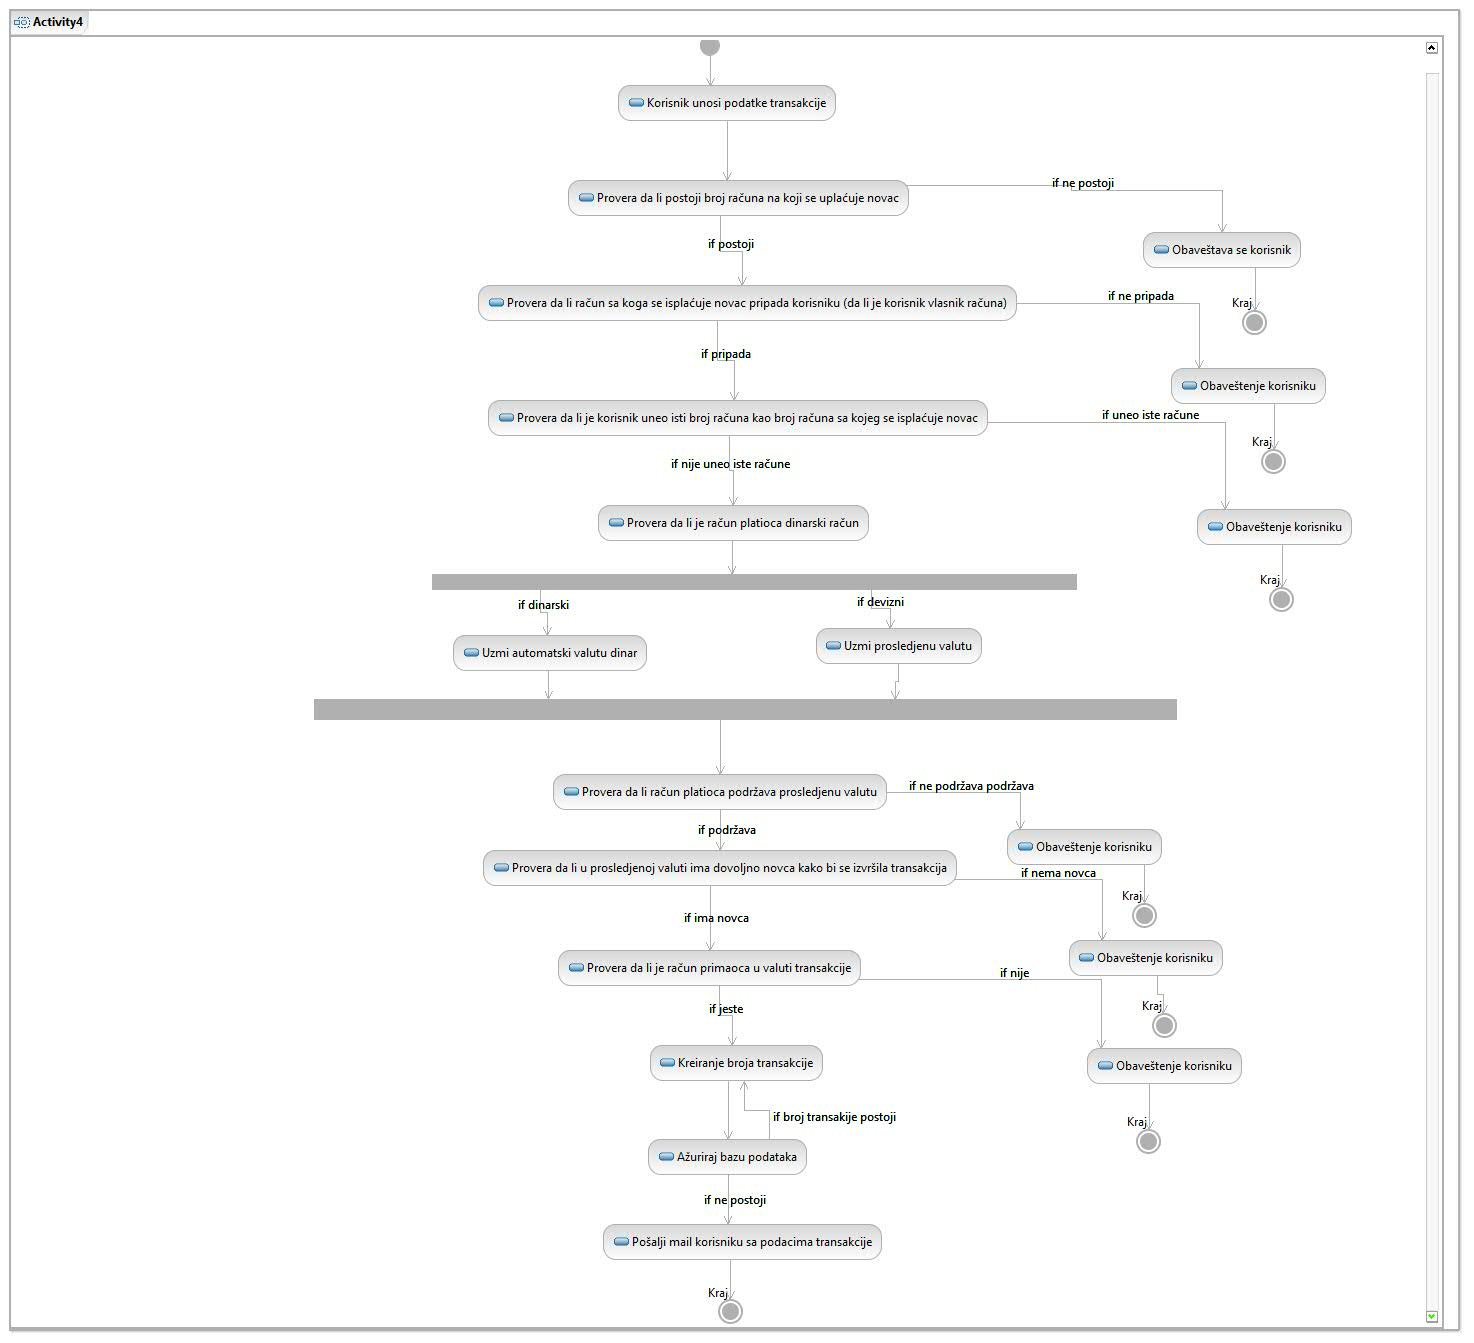 Activity4
Korisnik unosi podatke transakcije
if ne postoji
Provera da li postoji broj računa na koji se uplaćuje novac
if postoji
Obaveštava se korisnik
if ne pripada
Provera da li račun sa koga se isplaćuje novac pripada korisniku (da li je korisnik vlasnik računa)
Kraj
if pripada
Obaveštenje korisniku
if uneo iste račune
Provera da li je korisnik uneo isti broj računa kao broj računa sa kojeg se isplaćuje novac
Kraj
if nije uneo iste račune
Provera da li je račun platioca dinarski račun
Obaveštenje korisniku
Kraj
if dinarski
if devizni
Uzmi automatski valutu dinar
Uzmi prosledjenu valutu
if ne podržava podržava
Provera da li račun platioca podržava prosledjenu valutu
if podržava
Obaveštenje korisniku
Provera da li u prosledjenoj valuti ima dovoljno novca kako bi se izvršila transakcija
if nema novca
Kraj
if ima novca
Obaveštenje korisniku
Provera da li je račun primaoca u valuti transakcije
if nije
Kraj
if jeste
Kreiranje broja transakcije
Obaveštenje korisniku
if broj transakije postoji
Kraj
Ažuriraj bazu podataka
if ne postoji
Pošalji mail korisniku sa podacima transakcije
Kraj